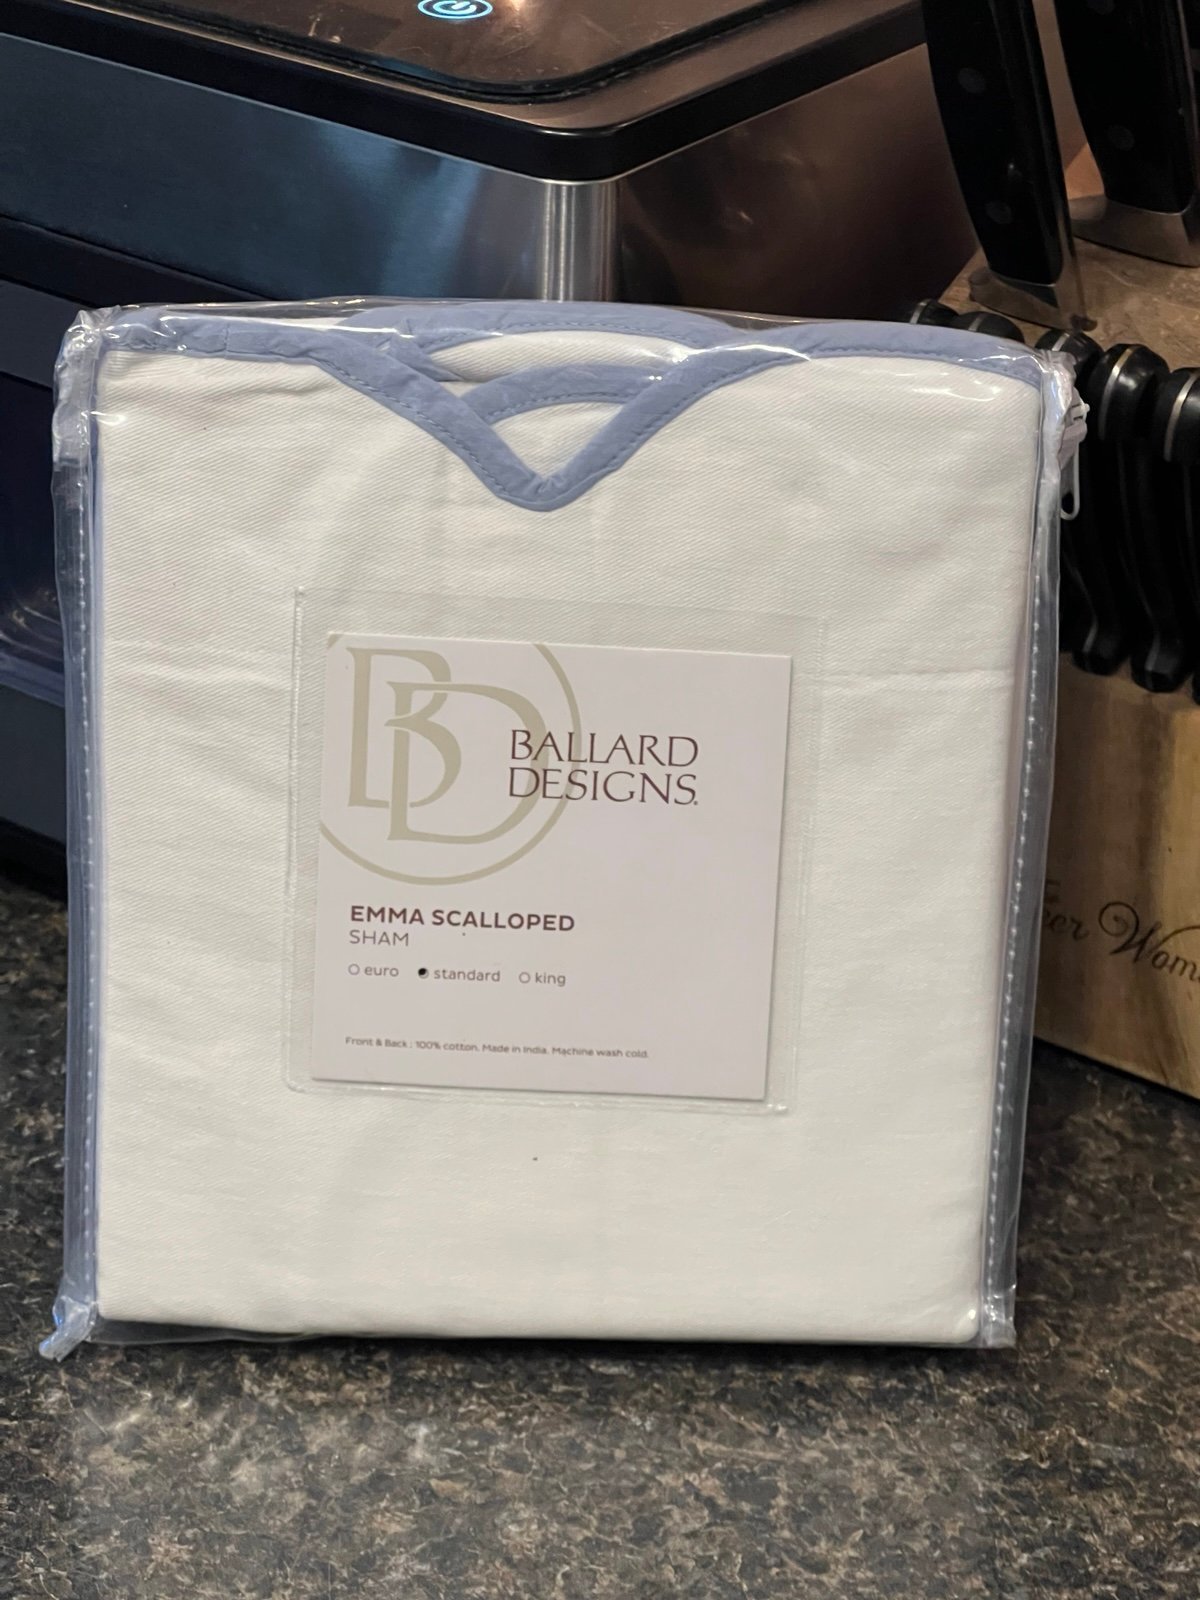 BD
BALLARD
DESIGNS.
EMMA SCALLOPED
SHAM
euro standard king
Front & Back : 100% cotton. Made in India. Machine wash cold.